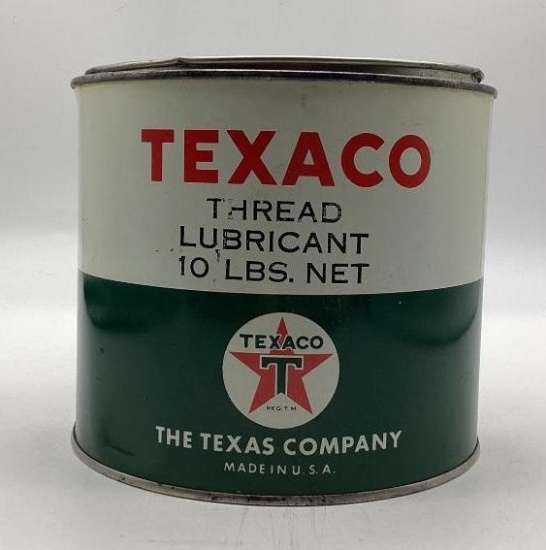 TEXACO
THREAD
LUBRICANT
10 LBS. NET
TEXACO
T
REG. T. M.
THE TEXAS COMPANY
MADE IN U. S. A.